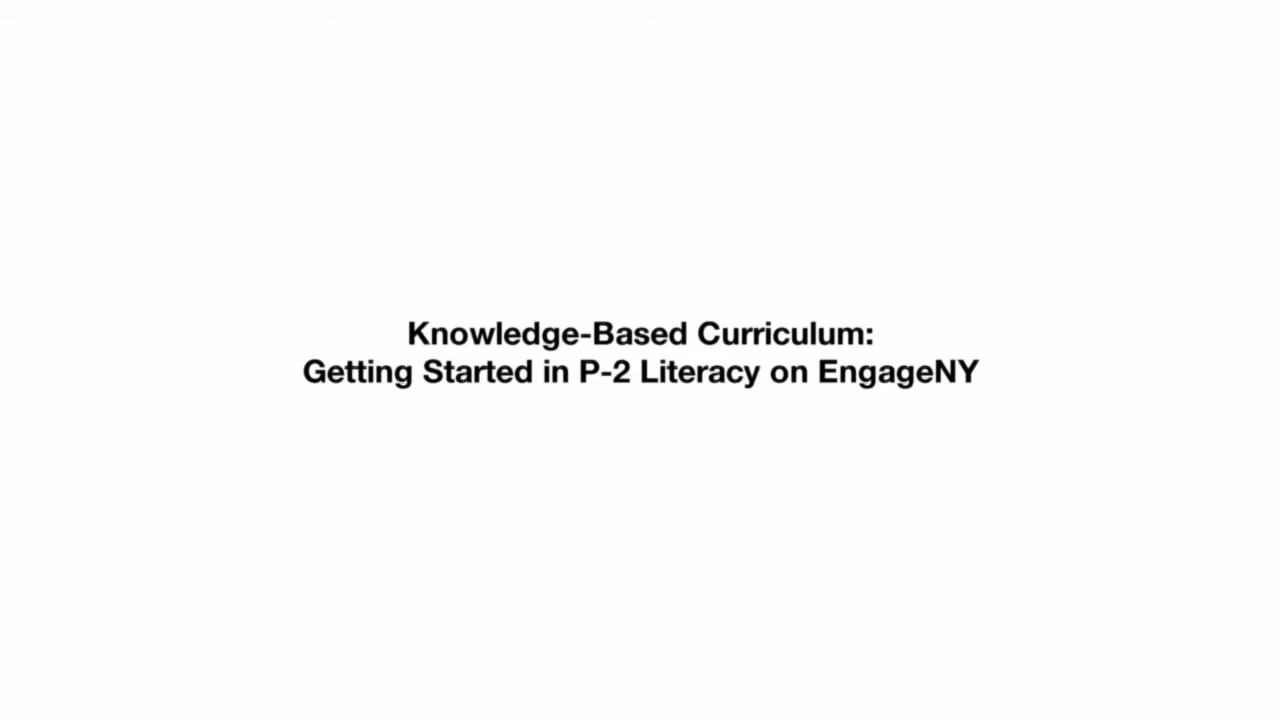 Knowledge-Based Curriculum:
Getting Started in P-2 Literacy on EngageNY